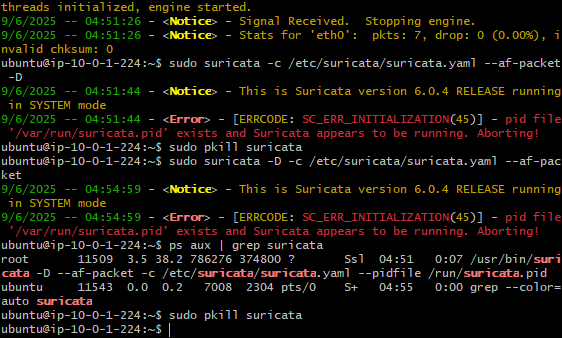 threads initialized, engine started.
9/6/2025 -- 04:51:26 - <Notice> - Signal Received.  Stopping engine.
9/6/2025 -- 04:51:26 - <Notice> - Stats for 'eth0':  pkts: 7, drop: 0 (0.00%), i
nvalid chksum: 0
ubuntu@ip-10-0-1-224:~$ sudo suricata -c /etc/suricata/suricata.yaml --af-packet
-D
9/6/2025 -- 04:51:44 - <Notice> - This is Suricata version 6.0.4 RELEASE running
in SYSTEM mode
9/6/2025 -- 04:51:44 - <Error> - [ERRCODE: SC_ERR_INITIALIZATION(45)] - pid file
'/var/run/suricata.pid' exists and Suricata appears to be running. Aborting!
ubuntu@ip-10-0-1-224:~$ sudo pkill suricata
ubuntu@ip-10-0-1-224:~$ sudo suricata -D -c /etc/suricata/suricata.yaml --af-pac
ket
9/6/2025 -- 04:54:59 - <Notice> - This is Suricata version 6.0.4 RELEASE running
in SYSTEM mode
9/6/2025 -- 04:54:59 - <Error> - [ERRCODE: SC_ERR_INITIALIZATION(45)] - pid file
'/var/run/suricata.pid' exists and Suricata appears to be running. Aborting!
ubuntu@ip-10-0-1-224:~$ ps aux | grep suricata
root       11509  3.5 38.2 786276 374800 ?       Ssl  04:51   0:07 /usr/bin/suri
cata -D --af-packet -c /etc/suricata/suricata.yaml --pidfile /run/suricata.pid
ubuntu     11543  0.0  0.2   7008  2304 pts/0    S+   04:55   0:00 grep --color=
auto suricata
ubuntu@ip-10-0-1-224:~$ sudo pkill suricata
ubuntu@ip-10-0-1-224:~$